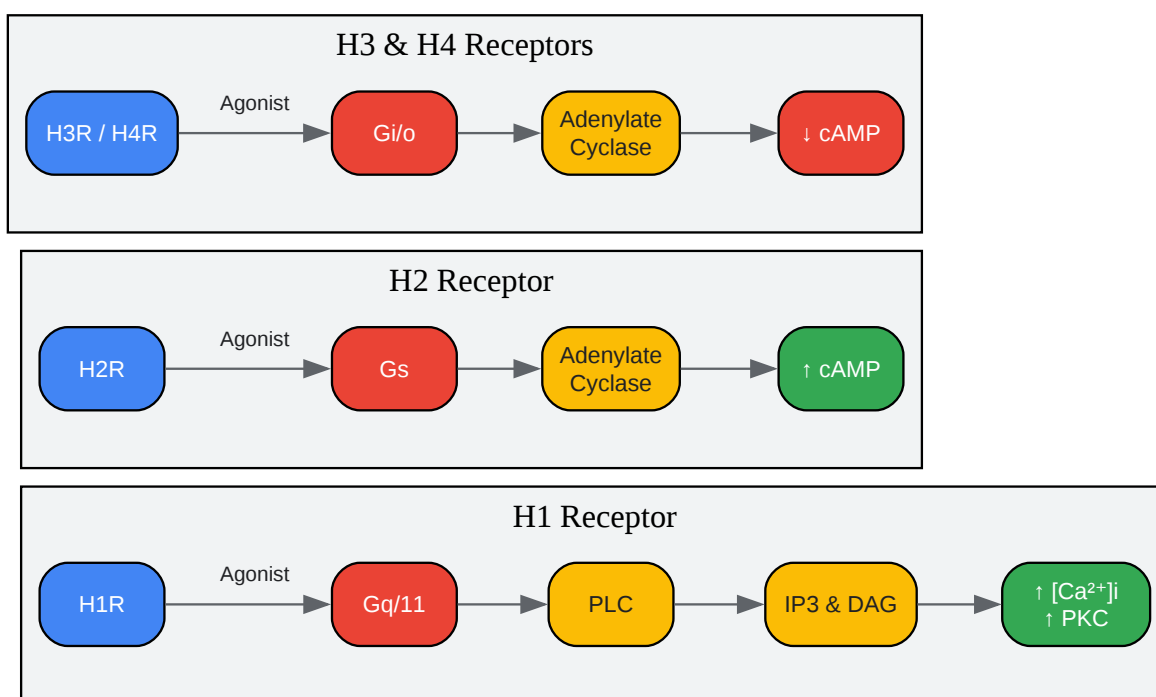 H3 & H4 Receptors
Agonist
H3R / H4R
Gi/o
Adenylate
Cyclase
↓ cAMP
H2 Receptor
Agonist
H2R
Gs
Adenylate
Cyclase
↑ cAMP
H1 Receptor
Agonist
H1R
Gq/11
PLC
IP3 & DAG
↑ [Ca²⁺]i
↑ PKC